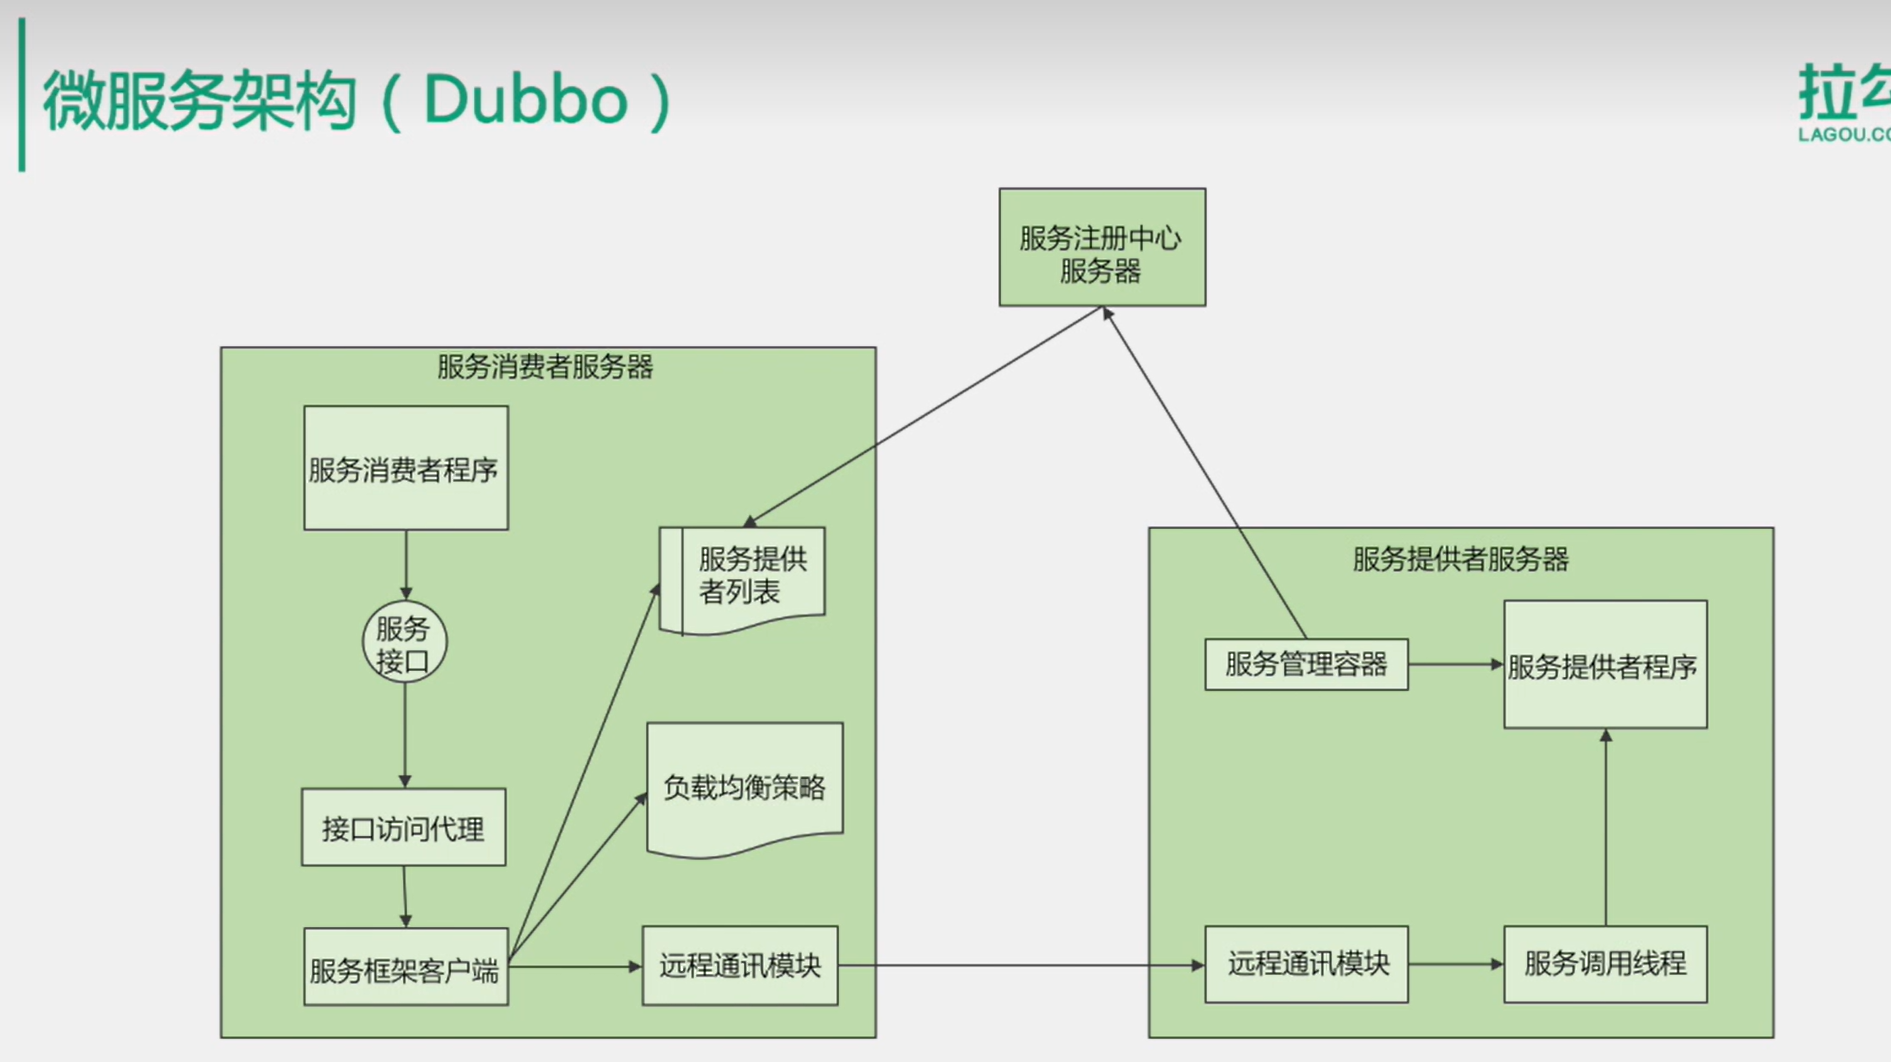 微服务架构（Dubbo）
拉勾
LAGOU.CO
服务注册中心
服务器
服务消费者服务器
服务消费者程序
服务
接口
接口访问代理
服务框架客户端
服务提供
者列表
负载均衡策略
远程通讯模块
服务提供者服务器
服务管理容器
服务提供者程序
远程通讯模块
服务调用线程